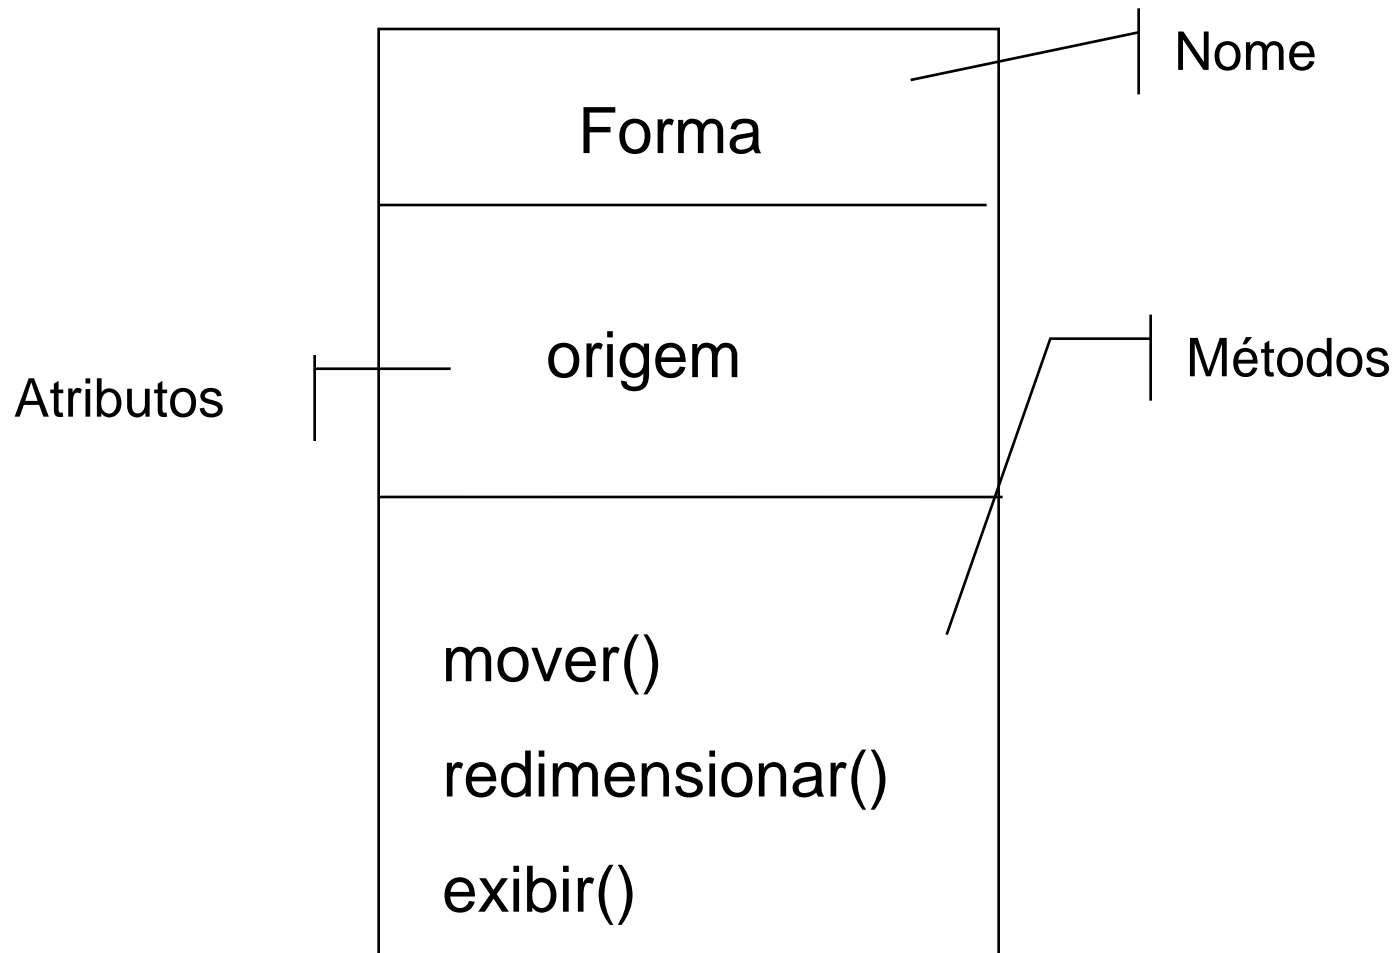 Nome
Forma
origem
Métodos
Atributos
mover()
redimensionar()
exibir()